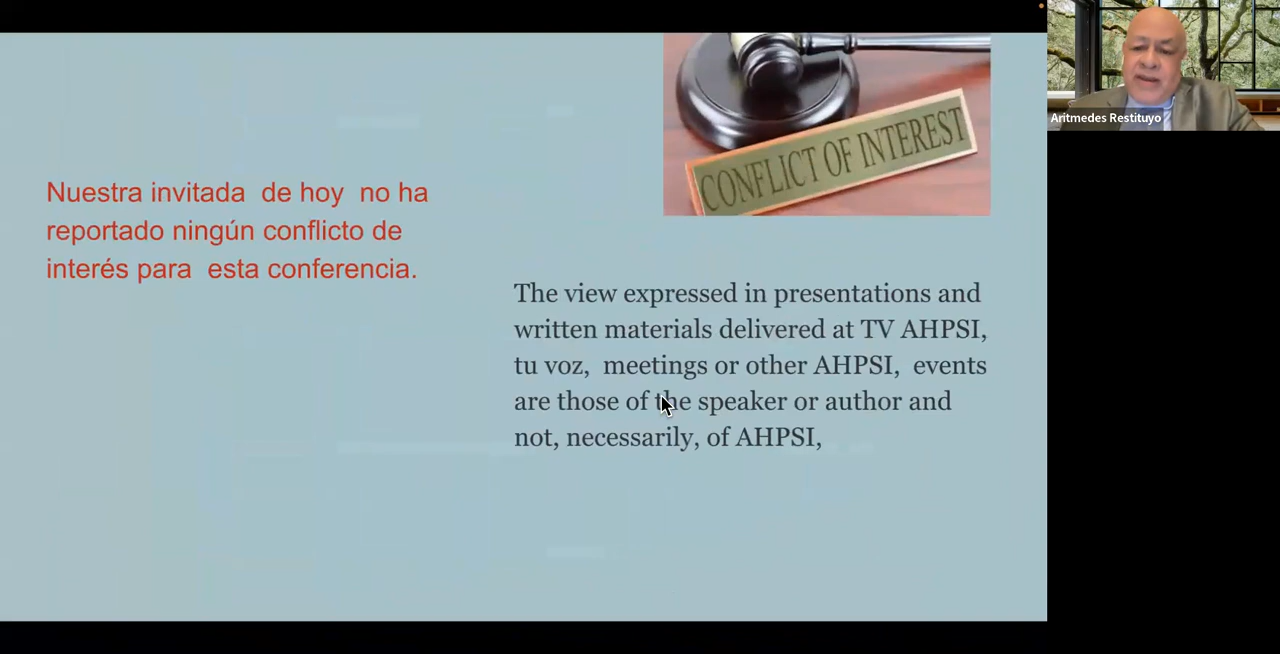 CONFLICT OF INTEREST
Aritmedes Restituyo
Nuestra invitada  de hoy  no ha
reportado ningún conflicto de
interés para  esta conferencia.
The view expressed in presentations and
written materials delivered at TV AHPSI,
tu voz,  meetings or other AHPSI,  events
are those of the speaker or author and
not, necessarily, of AHPSI,